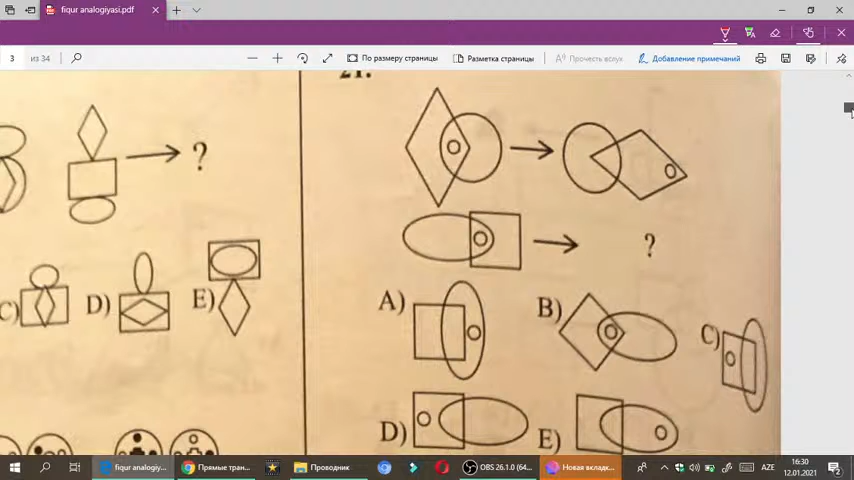 fiqur analogiyasi.pdf
3 из 34
По размеру страницы
Разметка страницы
Прочесть вслух
Добавление примечаний
21.
?
?
A)
B)
C)
D)
E)
C)
D)
E)
fiqur analogiy...
Прямые тран...
Проводник
OBS 26.1.0 (64...
Новая вкладк...
AZE
16:30
12.01.2021
2